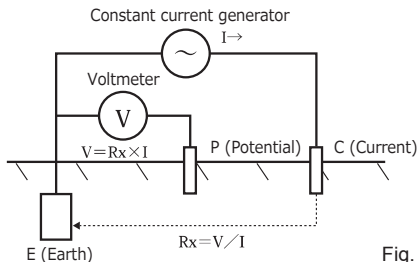 Constant current generator
I→
Voltmeter
V
V=Rx×I
P (Potential)
C (Current)
Rx=V/I
E (Earth)
Fig.